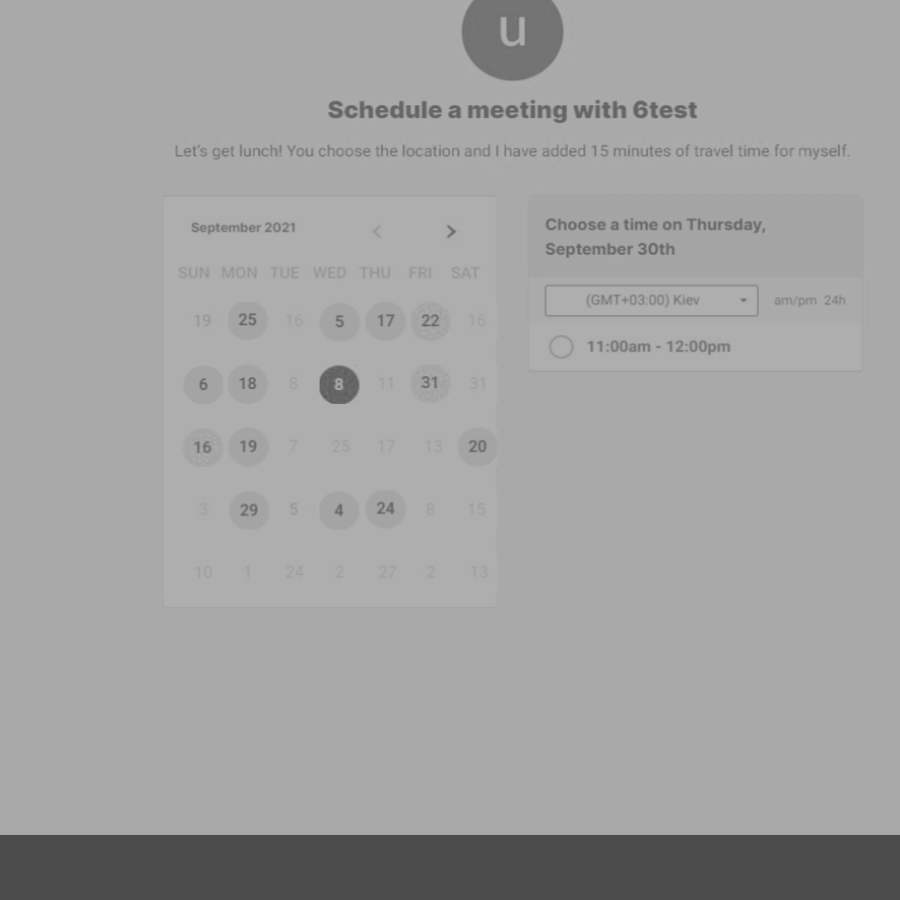 u
Schedule a meeting with 6test
Let's get lunch! You choose the location and I have added 15 minutes of travel time for myself.
September 2021 < >
SUN MON TUE WED THU FRI SAT
19 25 16 5 17 22 16
6 18 8 8 11 31 31
16 19 7 25 17 13 20
3 29 5 4 24 8 15
10 1 24 2 27 2 13
Choose a time on Thursday,
September 30th
(GMT+03:00) Kiev am/pm 24h
11:00am - 12:00pm